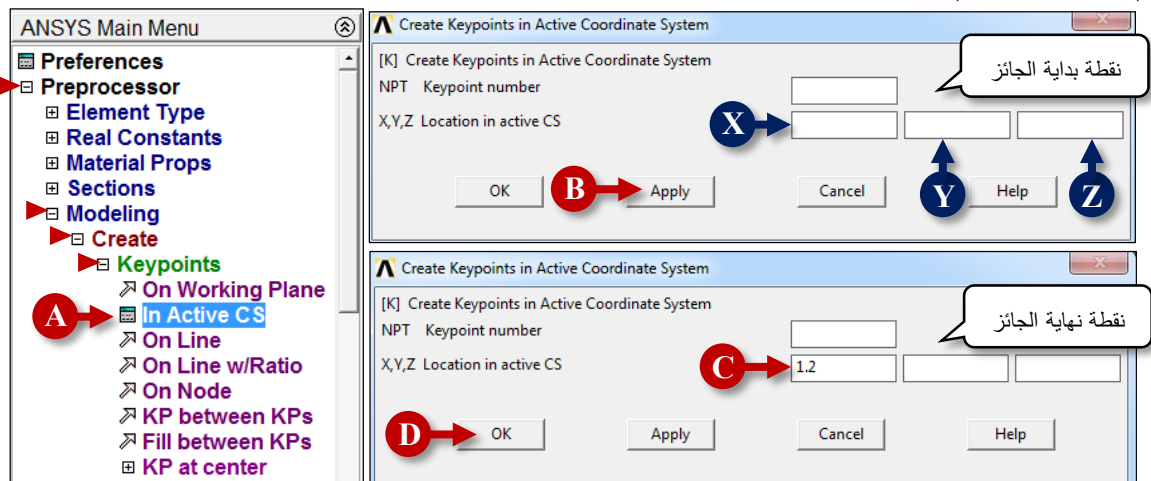 ANSYS Main Menu
Preferences
Preprocessor
Element Type
Real Constants
Material Props
Sections
Modeling
Create
Keypoints
On Working Plane
A In Active CS
On Line
On Line w/Ratio
On Node
KP between KPs
Fill between KPs
KP at center
Create Keypoints in Active Coordinate System
[K] Create Keypoints in Active Coordinate System
NPT Keypoint number
نقطة بداية الجائز
X,Y,Z Location in active CS
X
Y
Z
OK B Apply Cancel Help
Create Keypoints in Active Coordinate System
[K] Create Keypoints in Active Coordinate System
NPT Keypoint number
نقطة نهاية الجائز
X,Y,Z Location in active CS C 1.2
D OK Apply Cancel Help